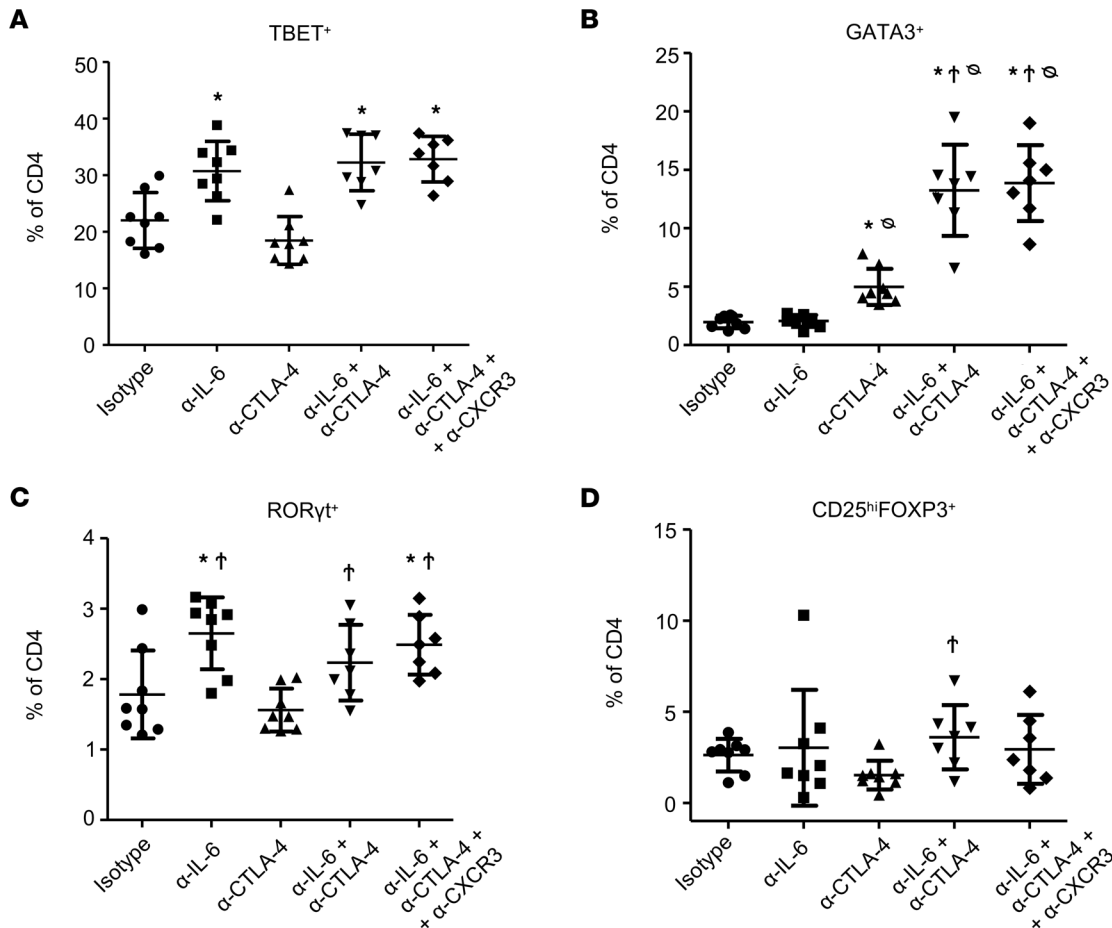 A
TBET⁺
50
40
30
20
10
0
% of CD4
*
*
*
Isotype
α-IL-6
α-CTLA-4
α-IL-6 +
α-CTLA-4
α-IL-6 +
α-CTLA-4 +
+ α-CXCR3
B
GATA3⁺
25
20
15
10
5
0
% of CD4
* ⴕ ⦰
* ⴕ ⦰
* ⦰
Isotype
α-IL-6
α-CTLA-4
α-IL-6 +
α-CTLA-4
α-IL-6 +
α-CTLA-4 +
+ α-CXCR3
C
RORγt⁺
4
3
2
1
0
% of CD4
* ⴕ
ⴕ
* ⴕ
Isotype
α-IL-6
α-CTLA-4
α-IL-6 +
α-CTLA-4
α-IL-6 +
α-CTLA-4 +
+ α-CXCR3
D
CD25ʰⁱFOXP3⁺
15
10
5
0
% of CD4
ⴕ
Isotype
α-IL-6
α-CTLA-4
α-IL-6 +
α-CTLA-4
α-IL-6 +
α-CTLA-4 +
+ α-CXCR3